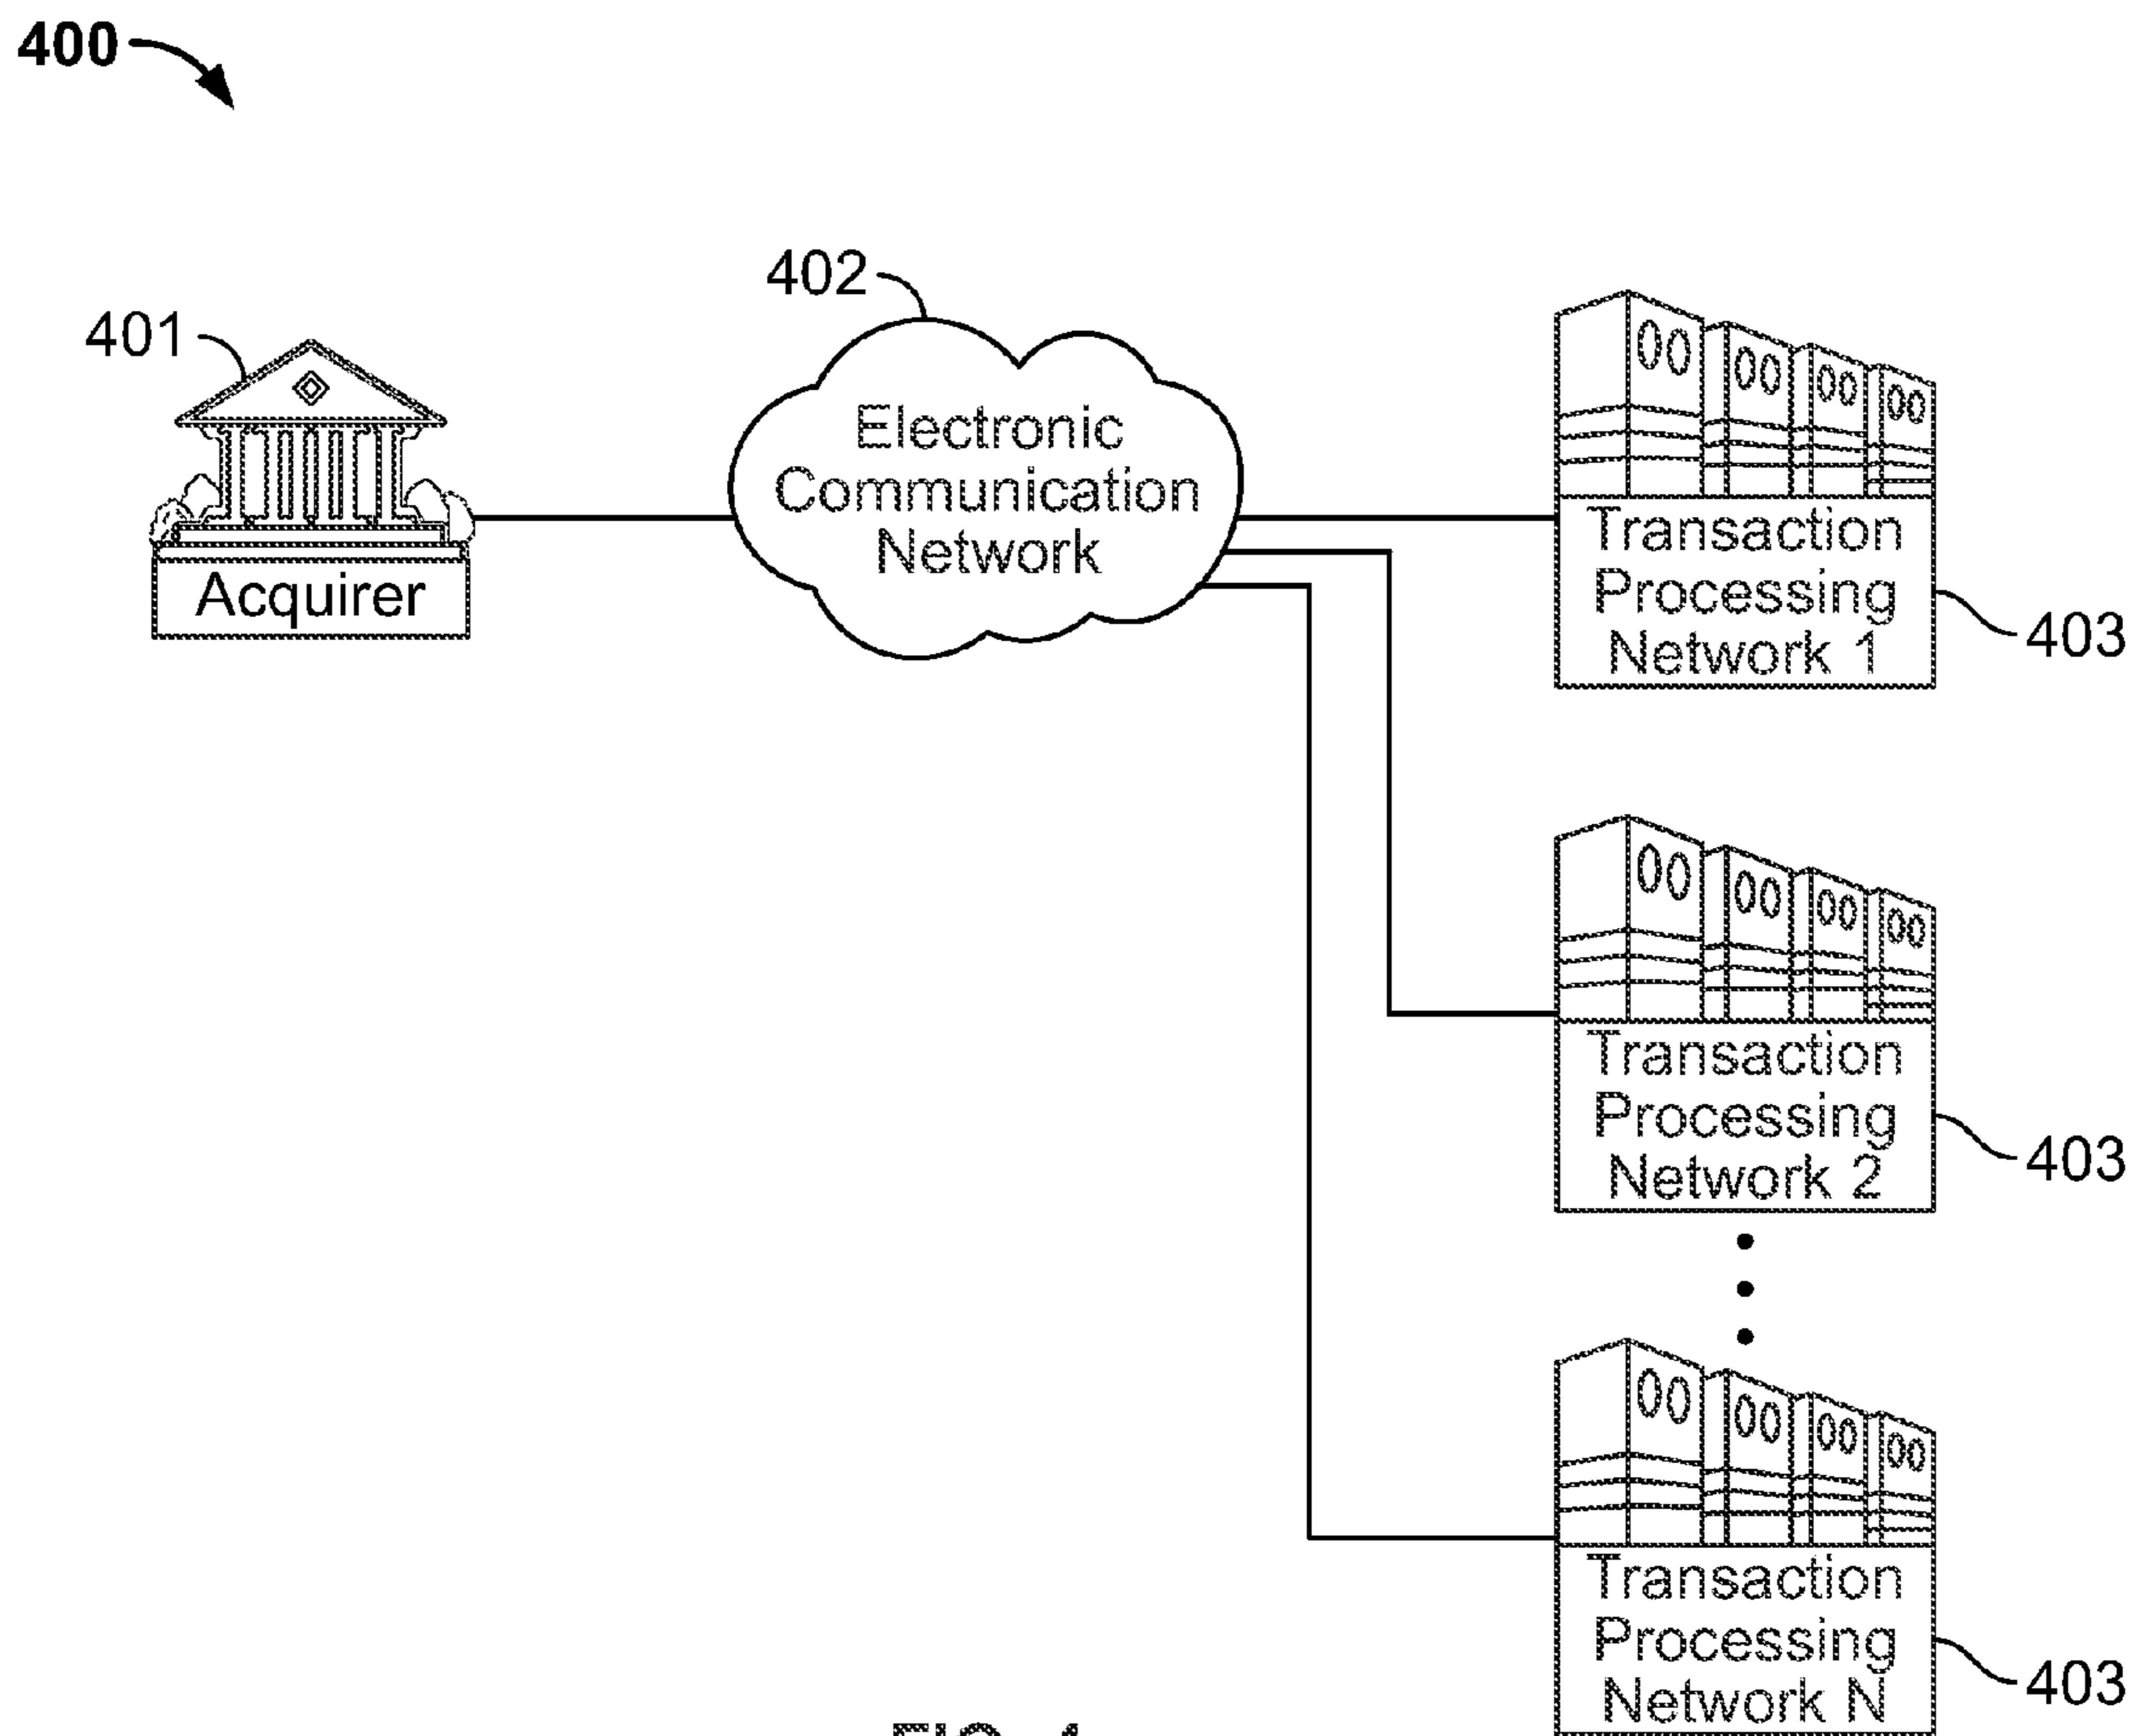 400
402
401
Electronic
Communication
Network
Acquirer
Transaction
Processing
Network 1
403
Transaction
Processing
Network 2
403
Transaction
Processing
Network N
403